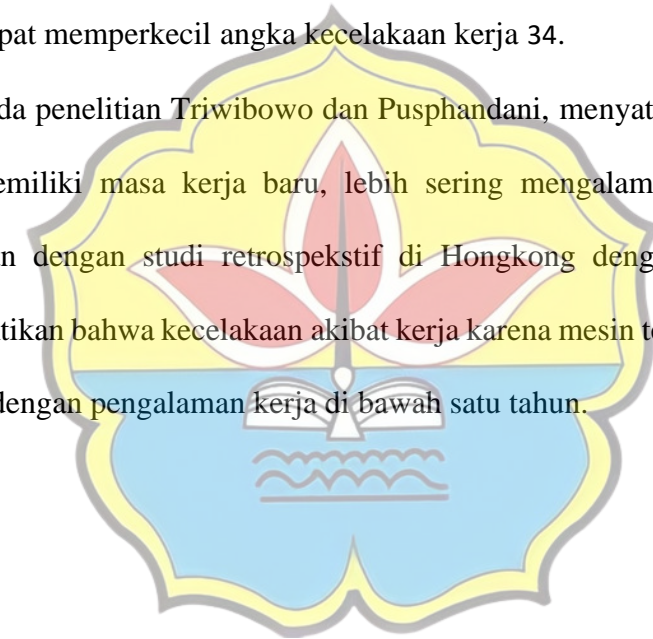 pat memperkecil angka kecelakaan kerja 34.
da penelitian Triwibowo dan Pusphandani, menyat
emiliki masa kerja baru, lebih sering mengalam
n dengan studi retrospekstif di Hongkong deng
tikan bahwa kecelakaan akibat kerja karena mesin t
dengan pengalaman kerja di bawah satu tahun.